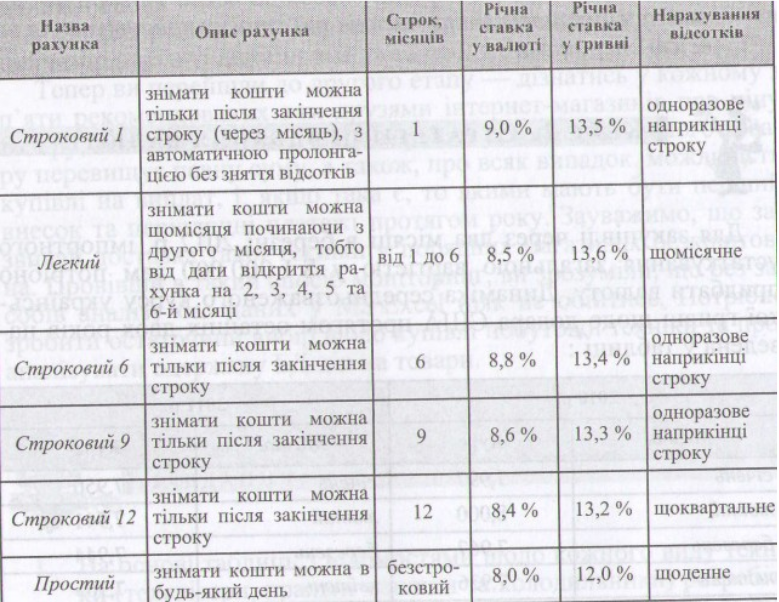 Назва рахунка | Опис рахунка | Строк, місяців | Річна ставка у валюті | Річна ставка у гривні | Нарахування відсотків
Строковий 1 | знімати кошти можна
тільки після закінчення
строку (через місяць), з
автоматичною пролонга-
цією без зняття відсотків | 1 | 9,0 % | 13,5 % | одноразове
наприкінці
строку
Легкий | знімати кошти можна
щомісяця починаючи з
другого місяця, тобто
від дати відкриття ра-
хунка на 2, 3, 4, 5 та
6-й місяці | від 1 до 6 | 8,5 % | 13,6 % | щомісячне
Строковий 6 | знімати кошти можна
тільки після закінчення
строку | 6 | 8,8 % | 13,4 % | одноразове
наприкінці
строку
Строковий 9 | знімати кошти можна
тільки після закінчення
строку | 9 | 8,6 % | 13,3 % | одноразове
наприкінці
строку
Строковий 12 | знімати кошти можна
тільки після закінчення
строку | 12 | 8,4 % | 13,2 % | щоквартальне
Простий | знімати кошти можна в
будь-який день | безстро-
ковий | 8,0 % | 12,0 % | щоденне